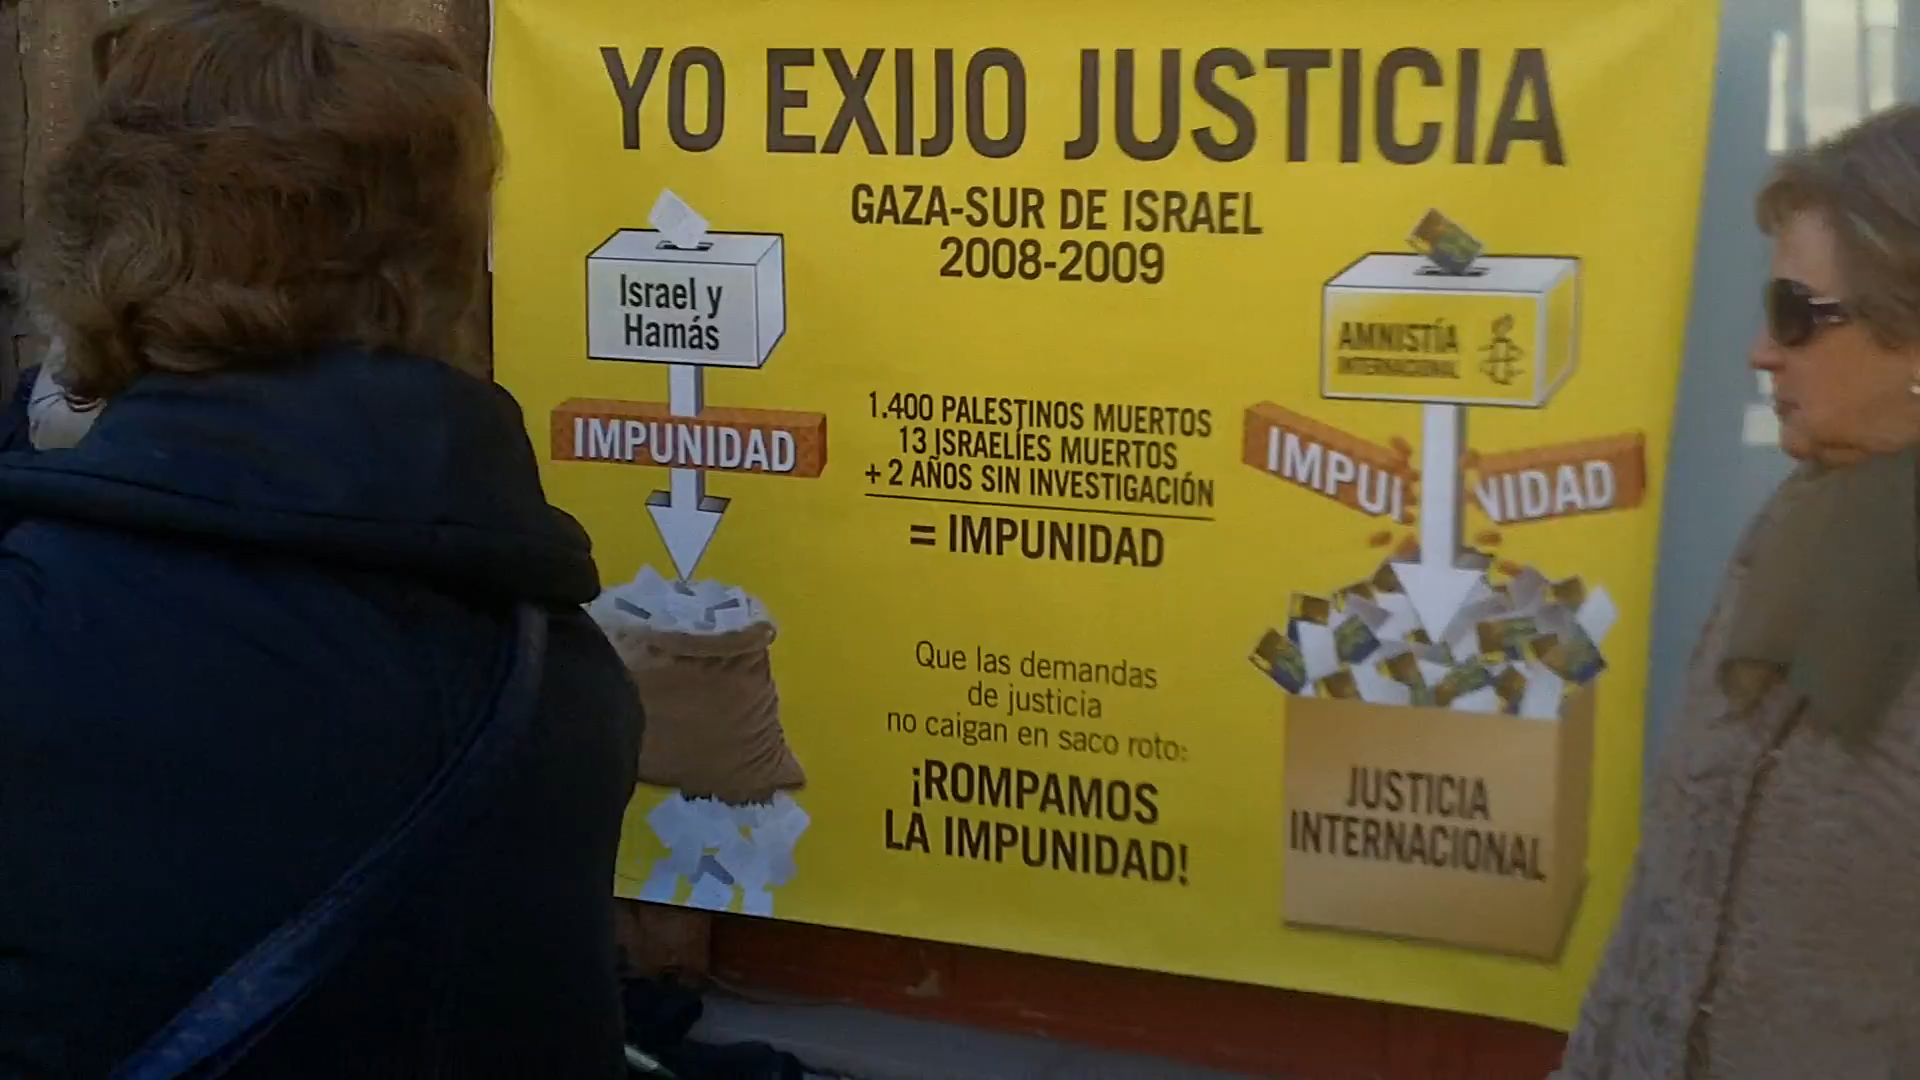 YO EXIJO JUSTICIA
GAZA-SUR DE ISRAEL
2008-2009
Israel y
Hamás
IMPUNIDAD
1.400 PALESTINOS MUERTOS
13 ISRAELÍES MUERTOS
+ 2 AÑOS SIN INVESTIGACIÓN
= IMPUNIDAD
Que las demandas
de justicia
no caigan en saco roto:
¡ROMPAMOS
LA IMPUNIDAD!
AMNISTÍA
INTERNACIONAL
IMPUNIDAD
JUSTICIA
INTERNACIONAL